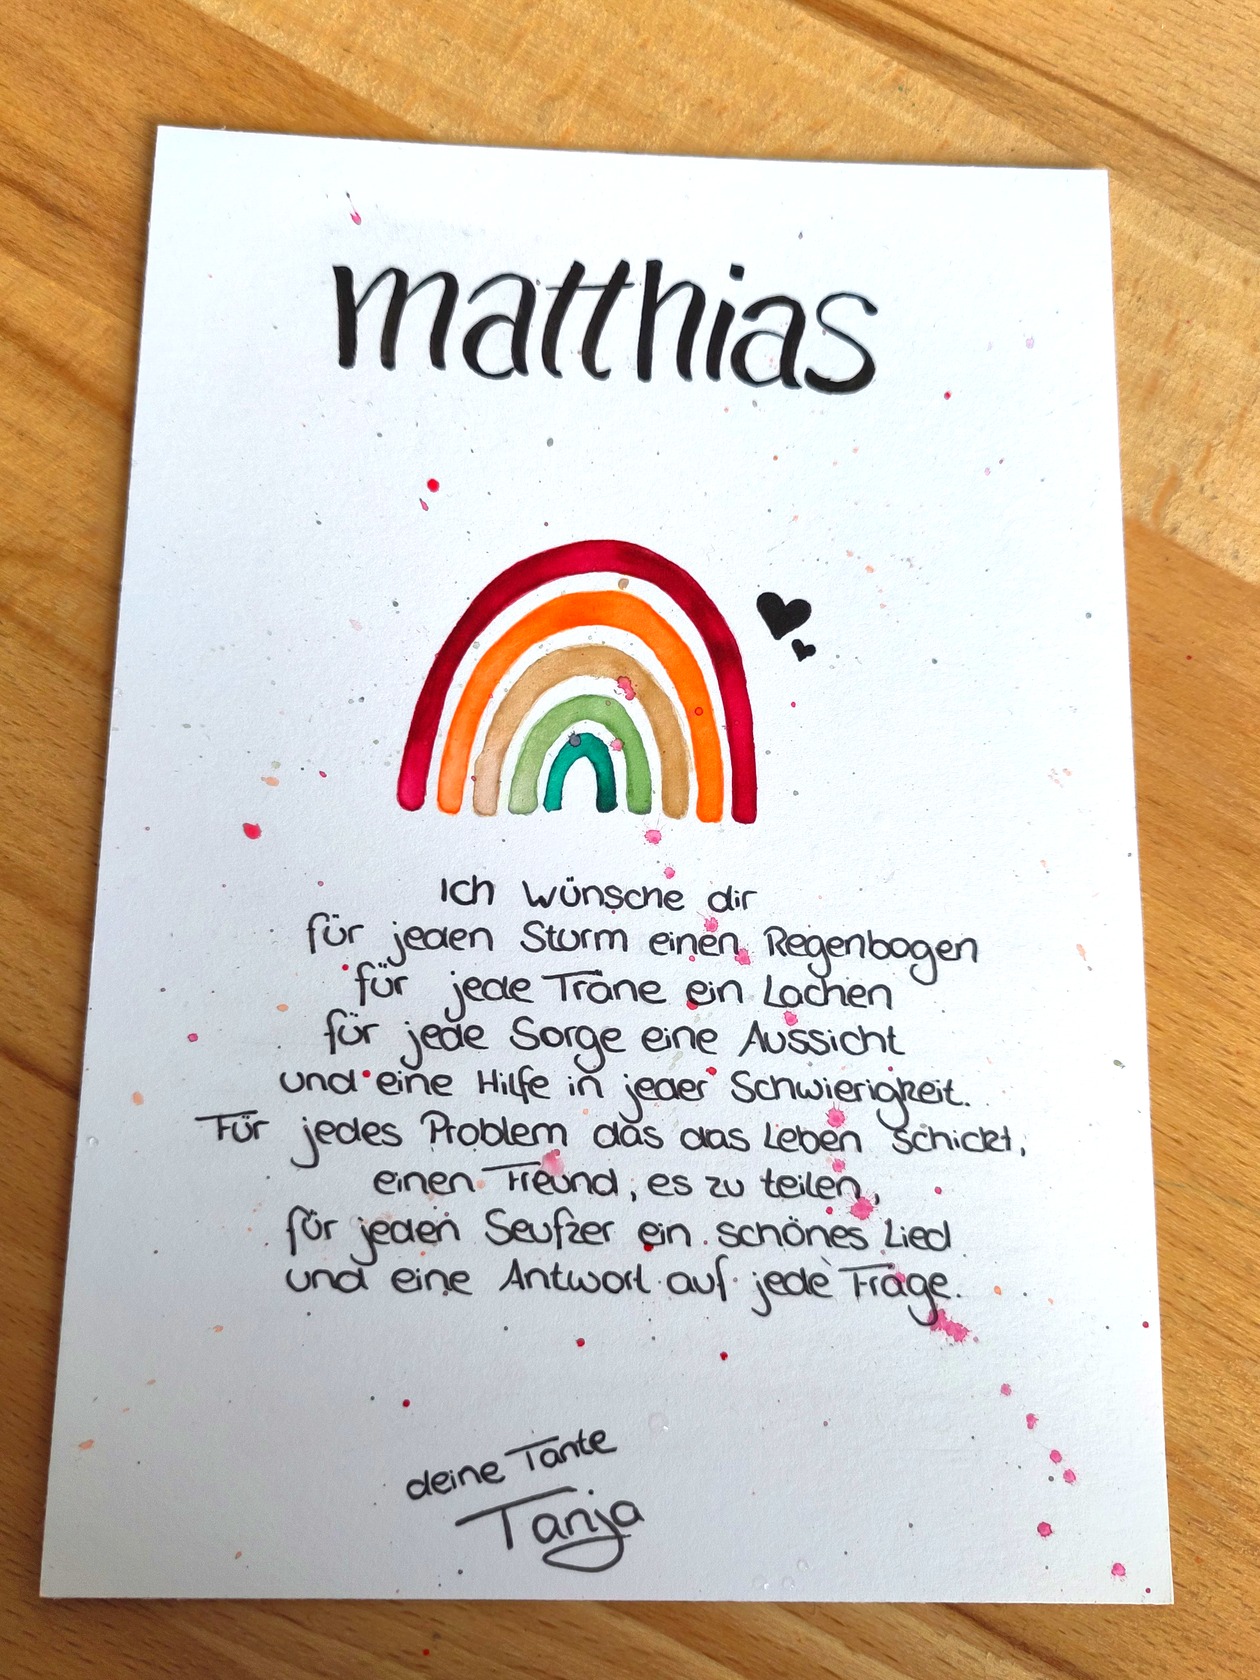 matthias
Ich wünsche dir
für jeden Sturm einen Regenbogen
für jede Träne ein Lachen
für jede Sorge eine Aussicht
und eine Hilfe in jeder Schwierigkeit.
Für jedes Problem das das Leben schickt,
einen Freund, es zu teilen,
für jeden Seufzer ein schönes Lied
und eine Antwort auf jede Frage.
deine Tante
Tanja